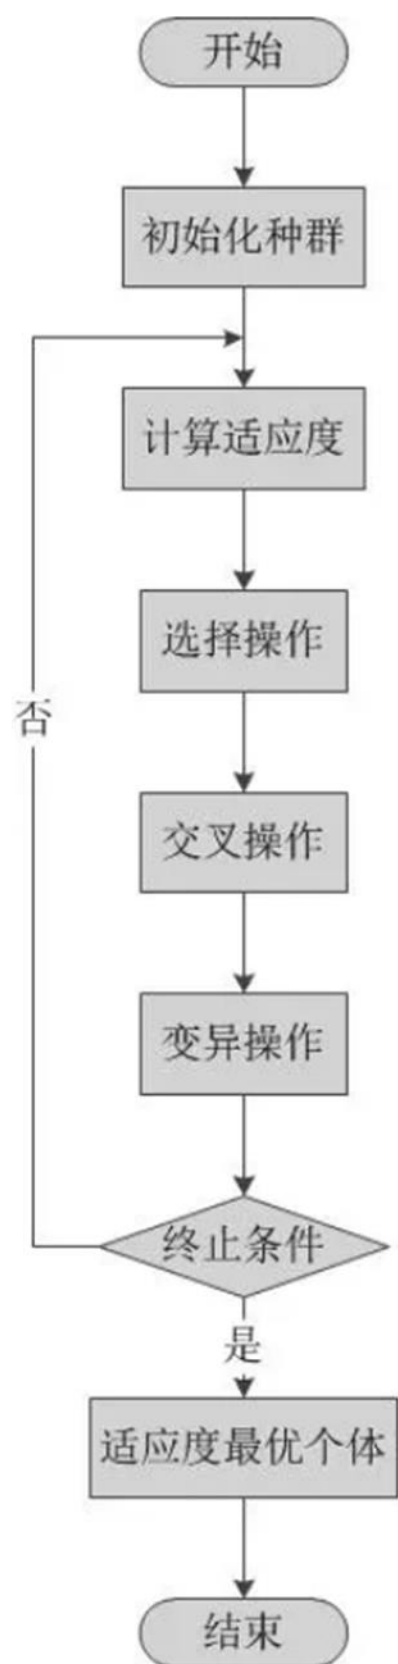 开始
初始化种群
计算适应度
选择操作
否
交叉操作
变异操作
终止条件
是
适应度最优个体
结束